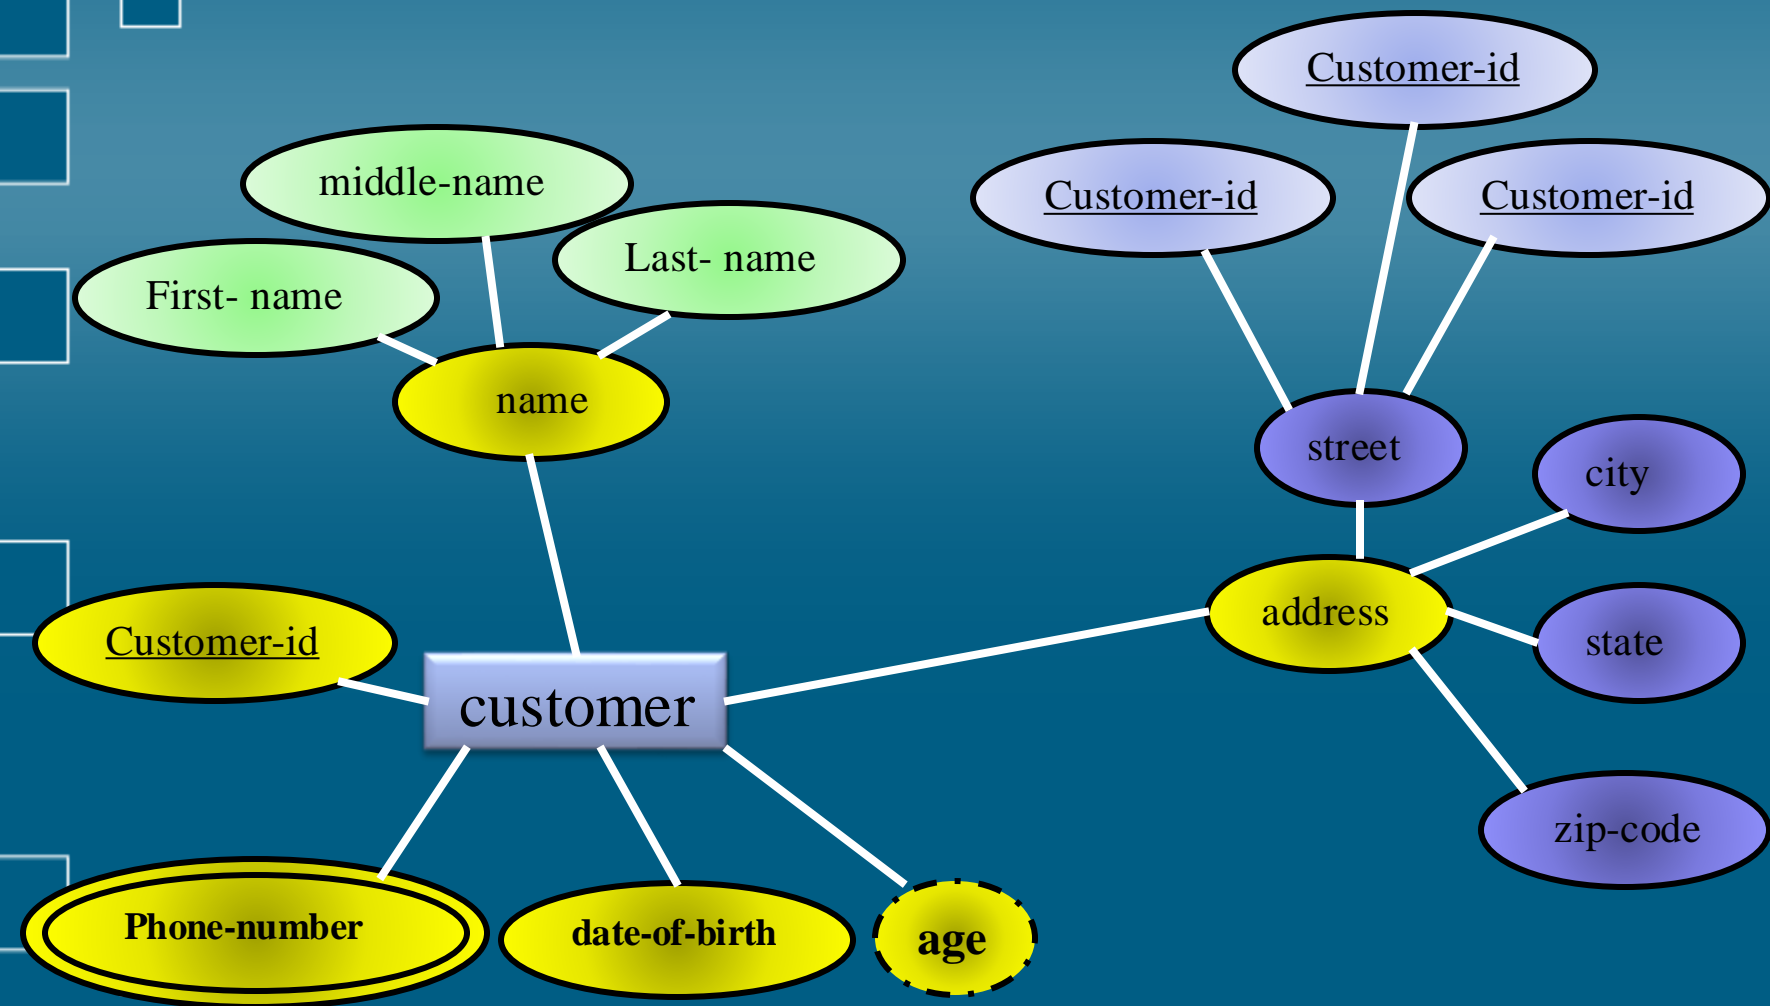 Customer-id
Customer-id
Customer-id
middle-name
Last- name
First- name
name
street
city
address
state
Customer-id
customer
zip-code
Phone-number
date-of-birth
age